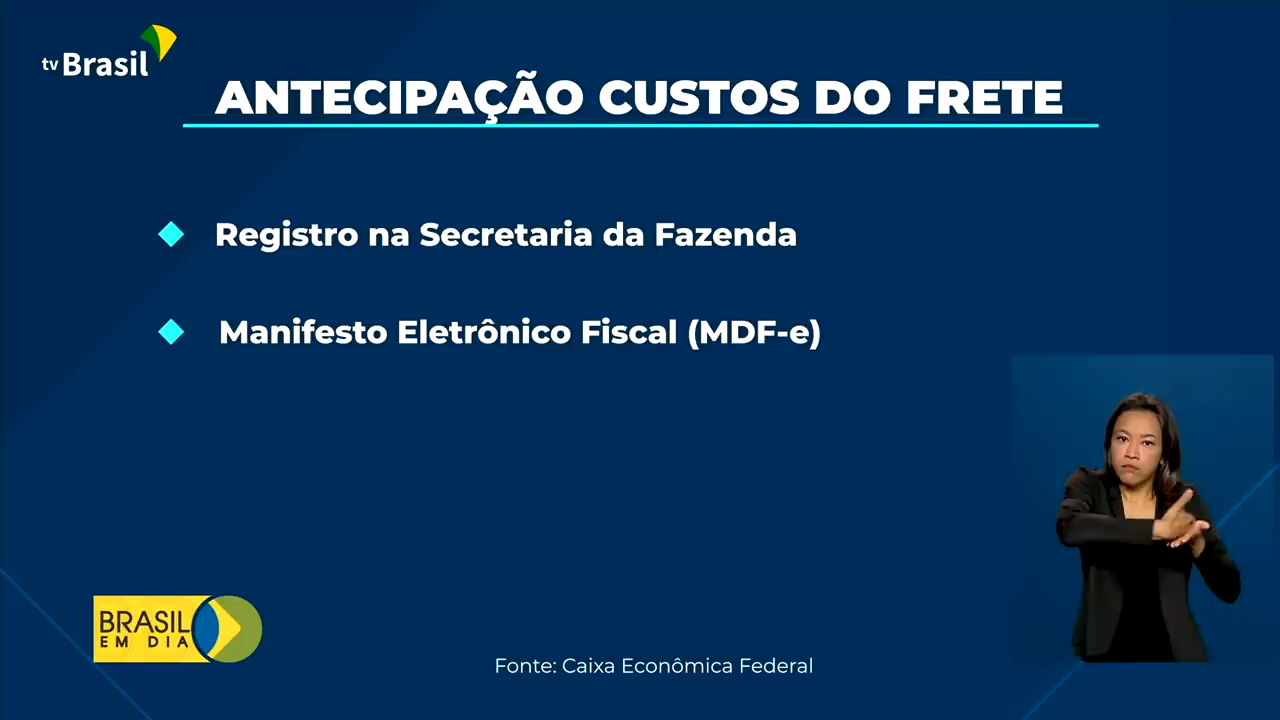 tv Brasil
ANTECIPAÇÃO CUSTOS DO FRETE
Registro na Secretaria da Fazenda
Manifesto Eletrônico Fiscal (MDF-e)
BRASIL
EM DIA
Fonte: Caixa Econômica Federal